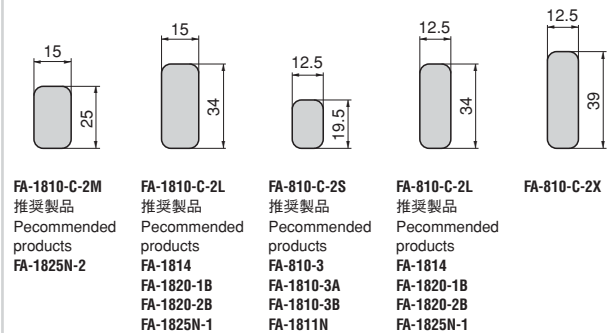 15
25
15
34
12.5
19.5
12.5
34
12.5
39
FA-1810-C-2M
推奨製品
Pecommended
products
FA-1825N-2
FA-1810-C-2L
推奨製品
Pecommended
products
FA-1814
FA-1820-1B
FA-1820-2B
FA-1825N-1
FA-810-C-2S
推奨製品
Pecommended
products
FA-810-3
FA-1810-3A
FA-1810-3B
FA-1811N
FA-810-C-2L
推奨製品
Pecommended
products
FA-1814
FA-1820-1B
FA-1820-2B
FA-1825N-1
FA-810-C-2X